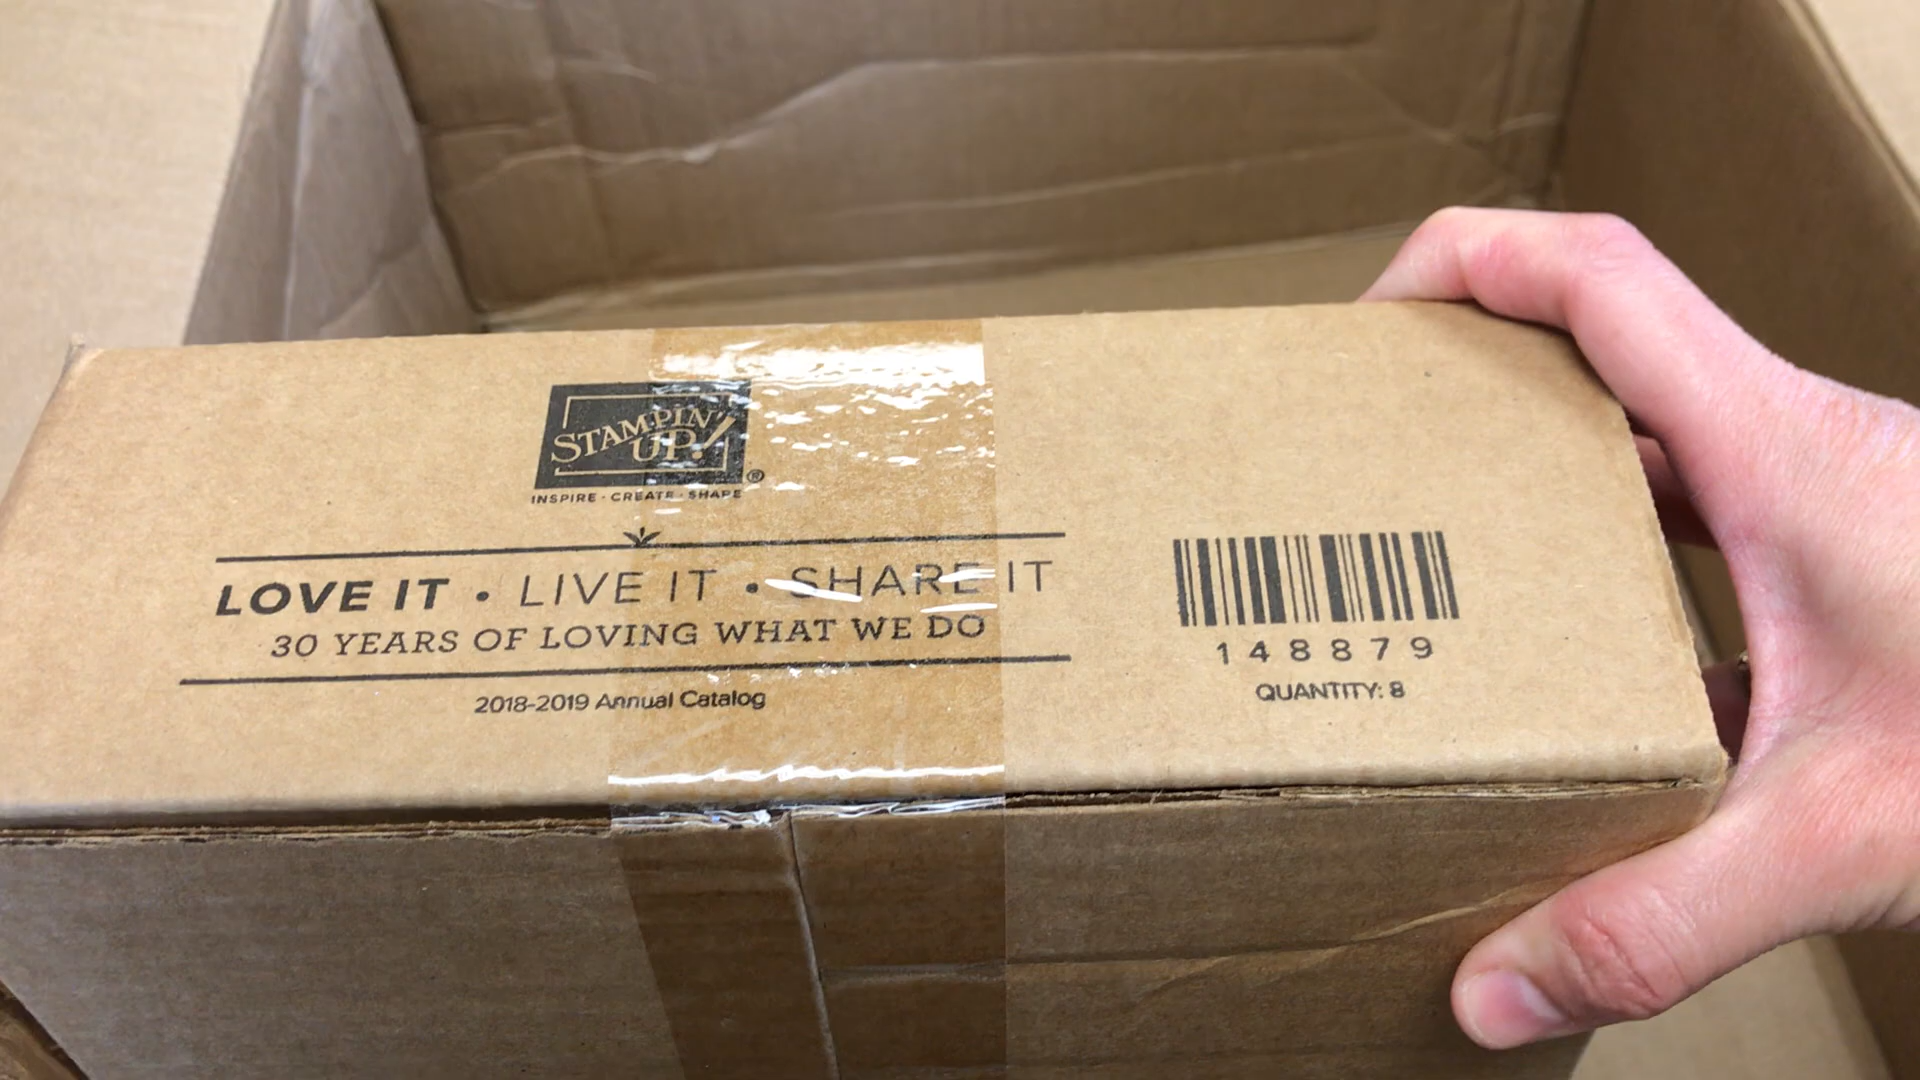 STAMPIN'
UP!®
INSPIRE · CREATE · SHARE
LOVE IT • LIVE IT • SHARE IT
30 YEARS OF LOVING WHAT WE DO
2018-2019 Annual Catalog
148879
QUANTITY: 8